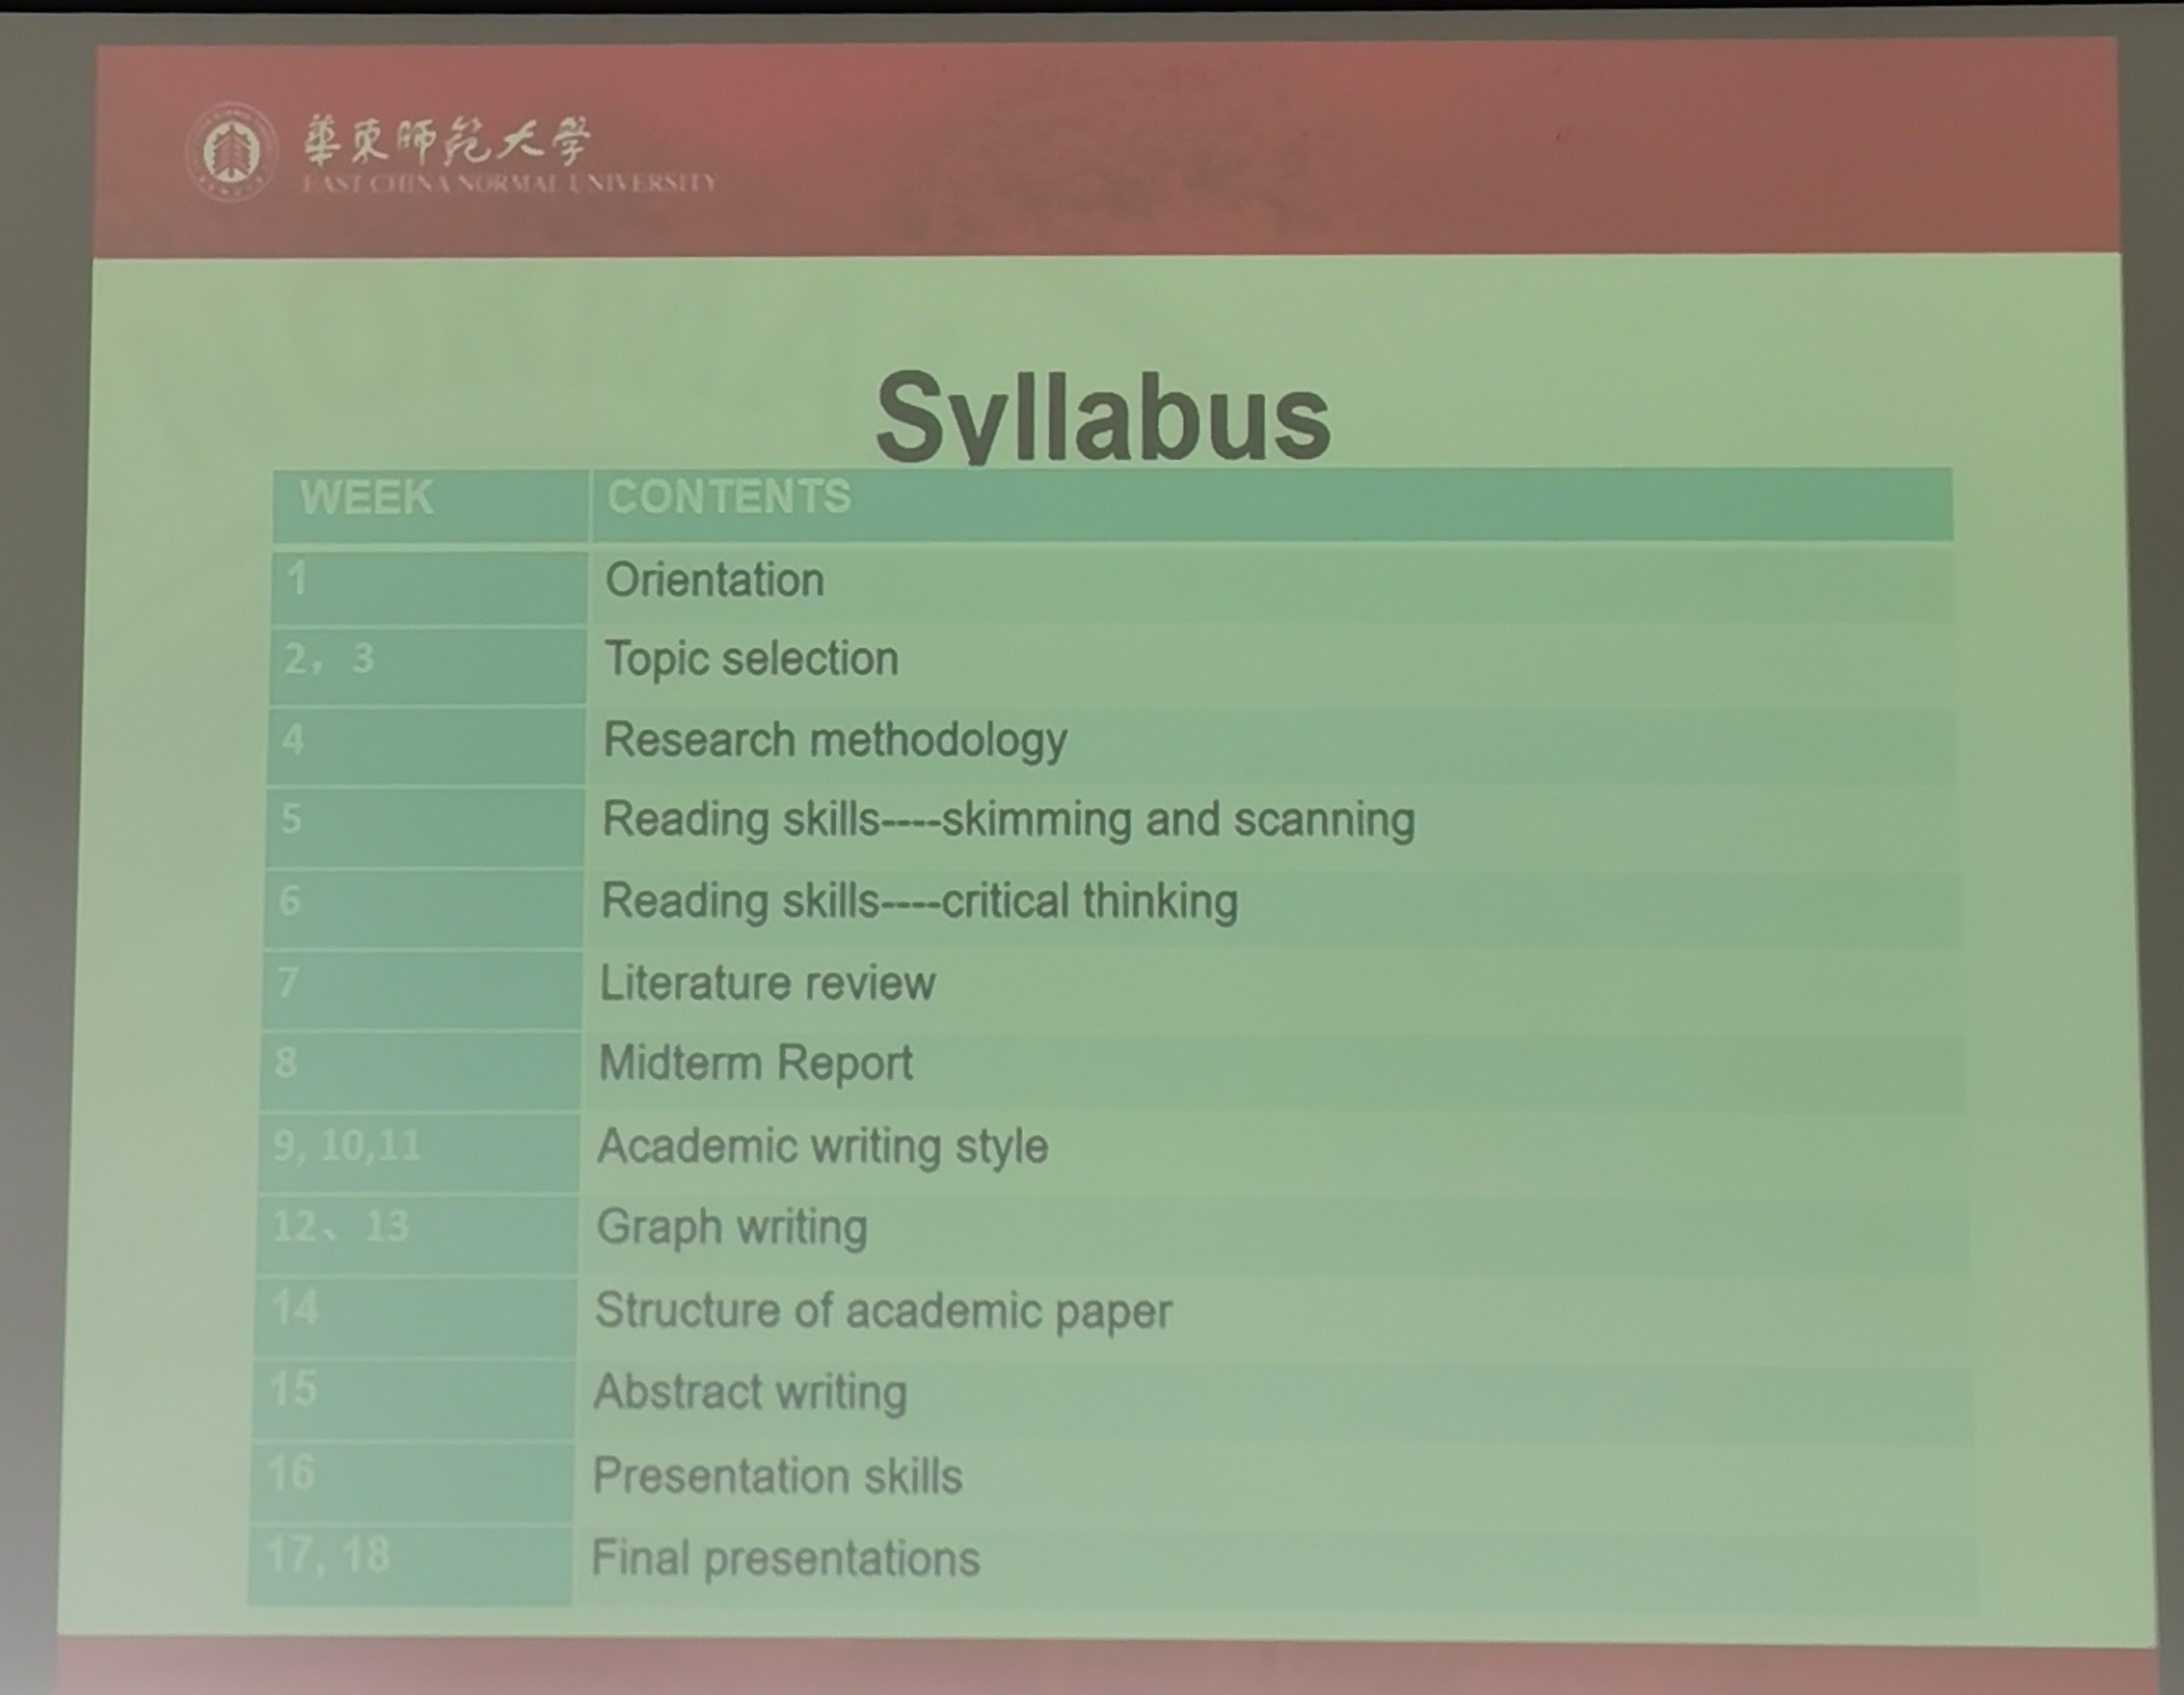 華東師範大學
EAST CHINA NORMAL UNIVERSITY
Syllabus
WEEK CONTENTS
1 Orientation
2，3 Topic selection
4 Research methodology
5 Reading skills----skimming and scanning
6 Reading skills----critical thinking
7 Literature review
8 Midterm Report
9, 10,11 Academic writing style
12、13 Graph writing
14 Structure of academic paper
15 Abstract writing
16 Presentation skills
17, 18 Final presentations